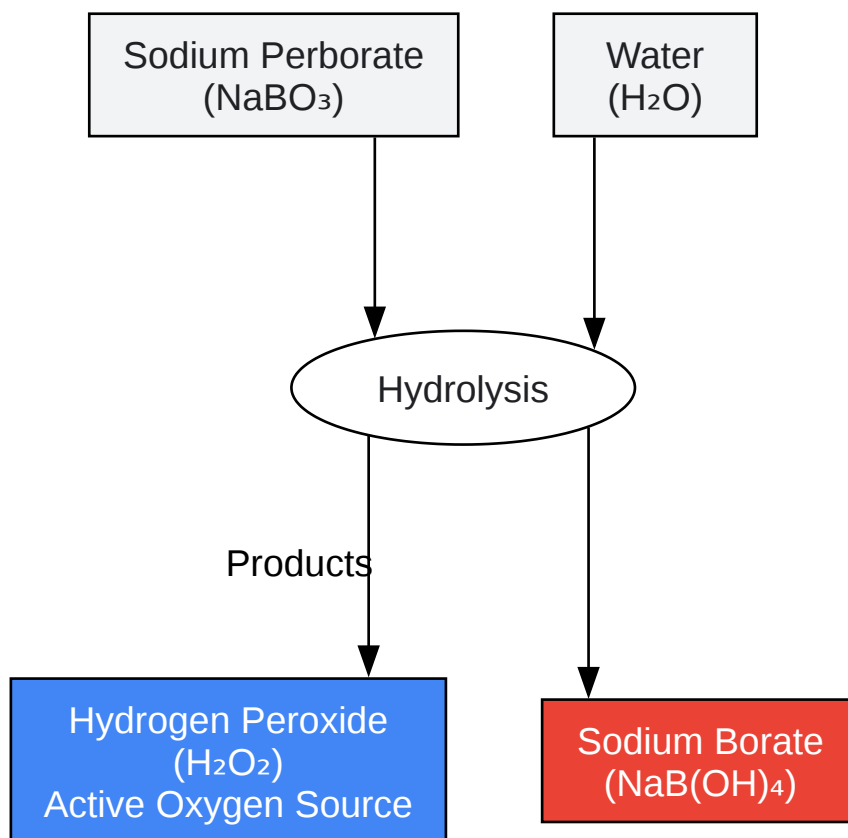 Sodium Perborate
(NaBO₃)
Water
(H₂O)
Hydrolysis
Products
Hydrogen Peroxide
(H₂O₂)
Active Oxygen Source
Sodium Borate
(NaB(OH)₄)